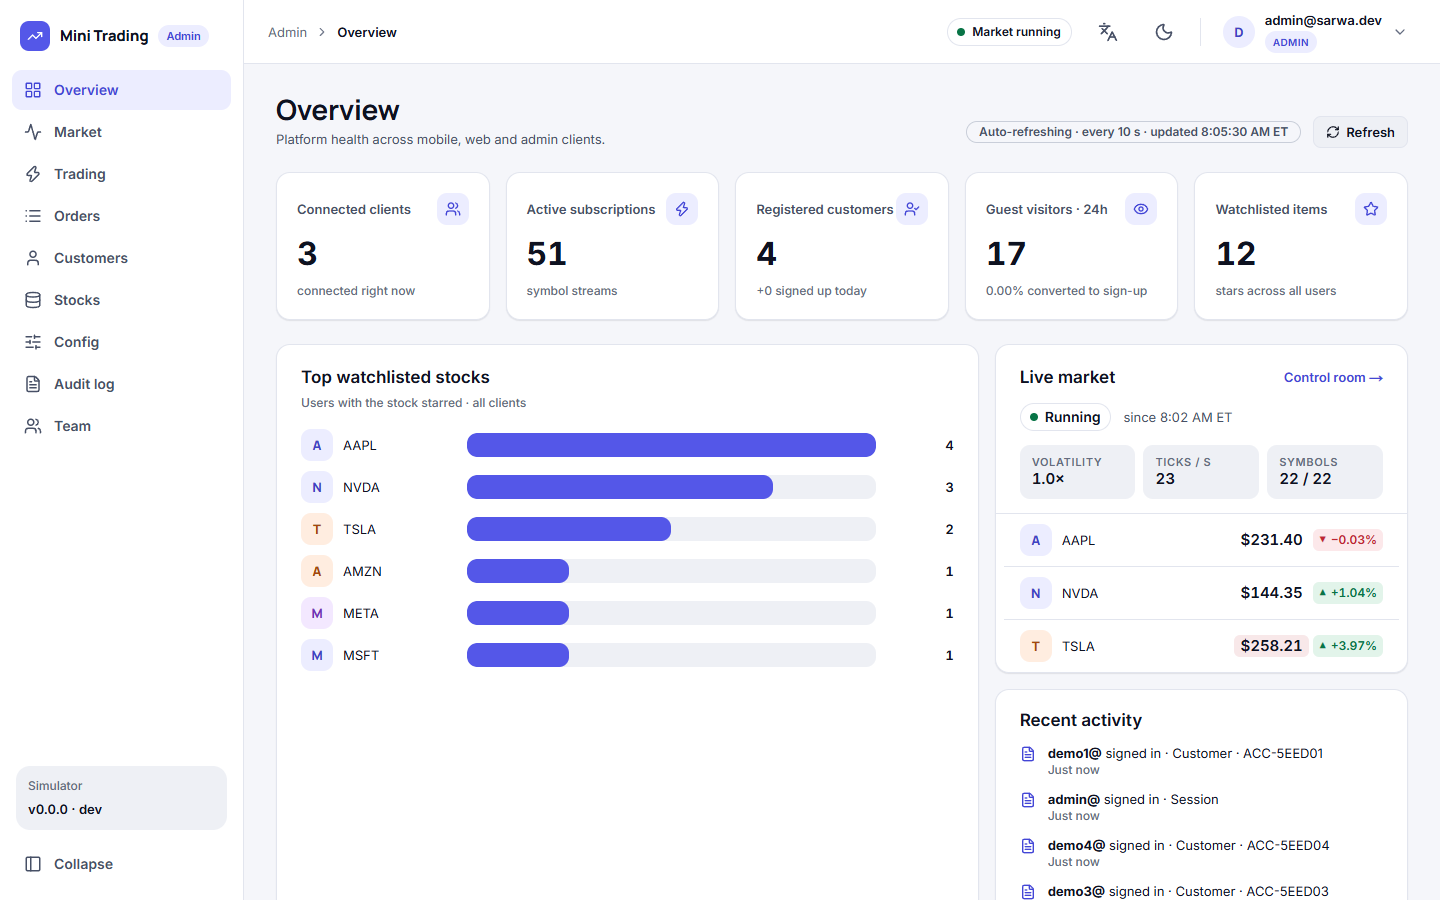 Mini Trading Admin
Overview
Market
Trading
Orders
Customers
Stocks
Config
Audit log
Team
Simulator
v0.0.0 · dev
Collapse
Admin > Overview
Market running
D
admin@sarwa.dev
ADMIN
Overview
Platform health across mobile, web and admin clients.
Auto-refreshing · every 10 s · updated 8:05:30 AM ET
Refresh
Connected clients
3
connected right now
Active subscriptions
51
symbol streams
Registered customers
4
+0 signed up today
Guest visitors · 24h
17
0.00% converted to sign-up
Watchlisted items
12
stars across all users
Top watchlisted stocks
Users with the stock starred · all clients
A AAPL 4
N NVDA 3
T TSLA 2
A AMZN 1
M META 1
M MSFT 1
Live market
Control room →
Running since 8:02 AM ET
VOLATILITY
1.0×
TICKS / S
23
SYMBOLS
22 / 22
A AAPL $231.40 ▼ −0.03%
N NVDA $144.35 ▲ +1.04%
T TSLA $258.21 ▲ +3.97%
Recent activity
demo1@ signed in · Customer · ACC-5EED01
Just now
admin@ signed in · Session
Just now
demo4@ signed in · Customer · ACC-5EED04
Just now
demo3@ signed in · Customer · ACC-5EED03